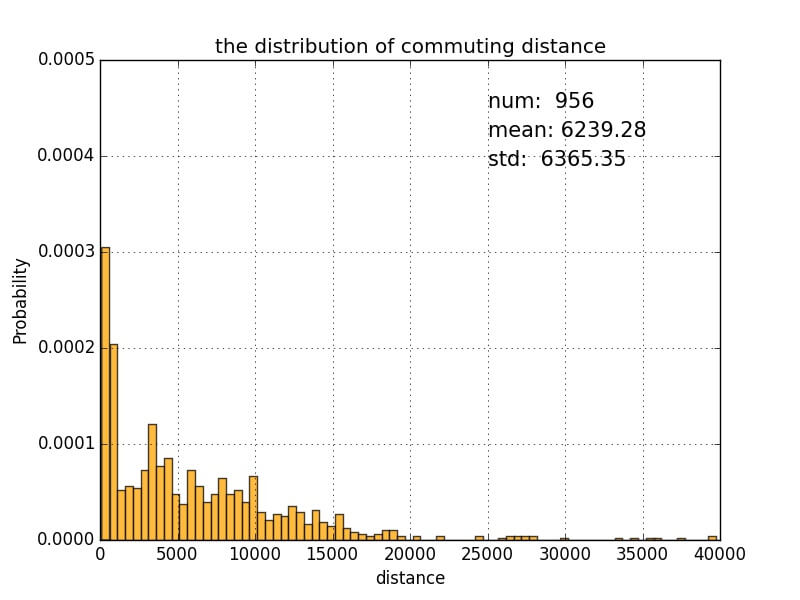 the distribution of commuting distance
0.0005
num: 956
mean: 6239.28
0.0004
std: 6365.35
0.0003
Probability
0.0002
0.0001
0.0000
0 5000 10000 15000 20000 25000 30000 35000 40000
distance